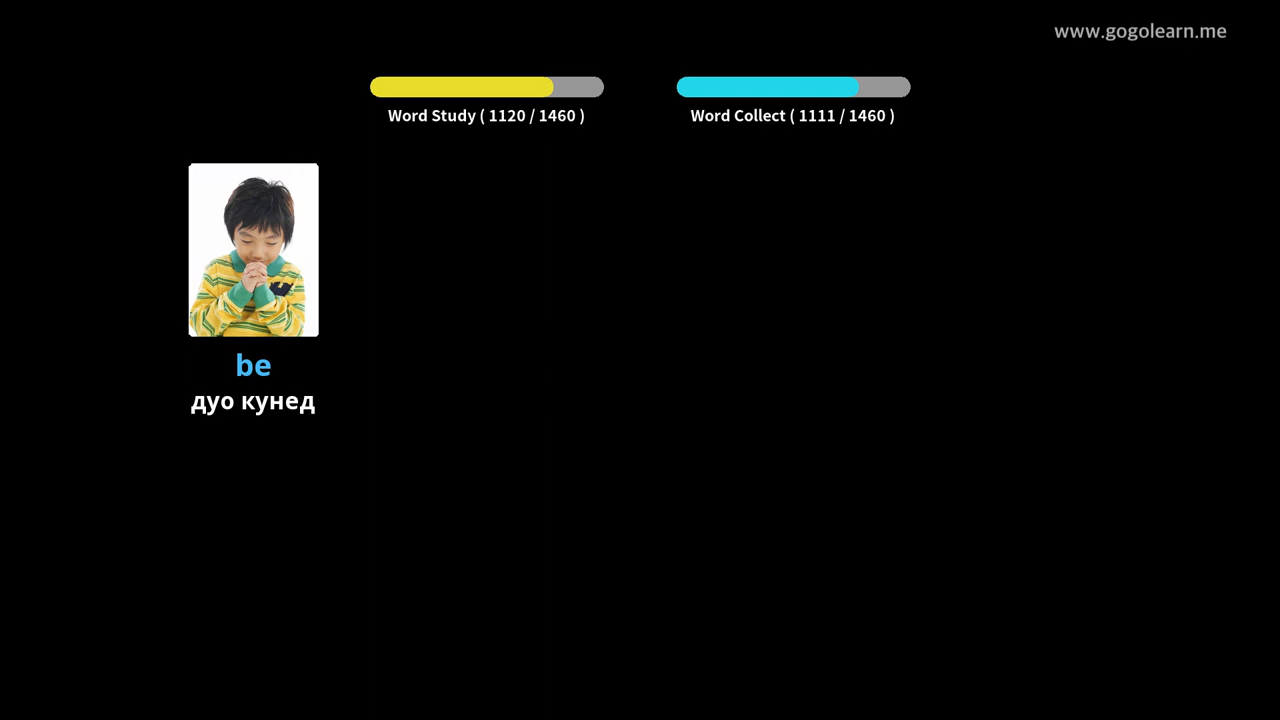 www.gogolearn.me
Word Study ( 1120 / 1460 )
Word Collect ( 1111 / 1460 )
be
дуо кунед